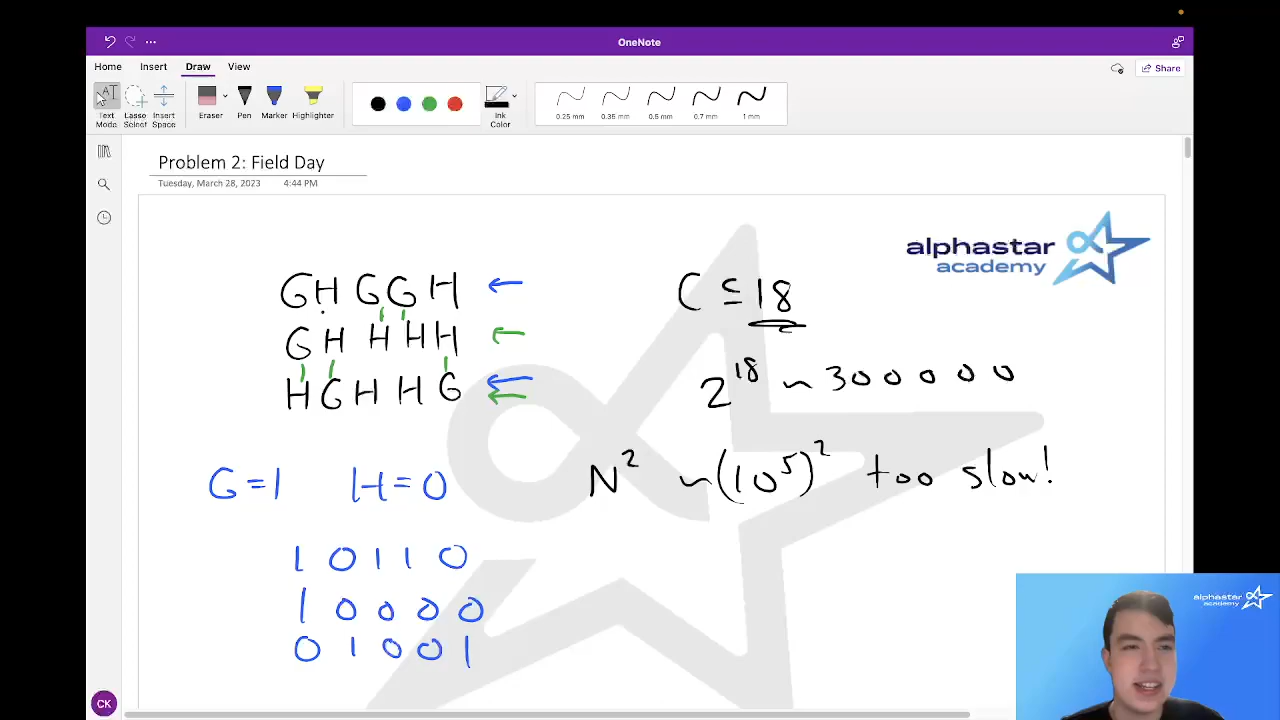 OneNote
Home Insert Draw View
Share
Text Mode
Lasso Select
Insert Space
Eraser
Pen
Marker
Highlighter
Ink Color
0.25 mm 0.35 mm 0.5 mm 0.7 mm 1 mm
Problem 2: Field Day
Tuesday, March 28, 2023 4:44 PM
alphastar
academy
GHGGH
GHHHH
HGHHG
C ≤ 18
2^18 ~ 300000
N^2 ~ (10^5)^2 too slow!
G=1 H=0
10110
10000
01001
alphastar
academy
CK